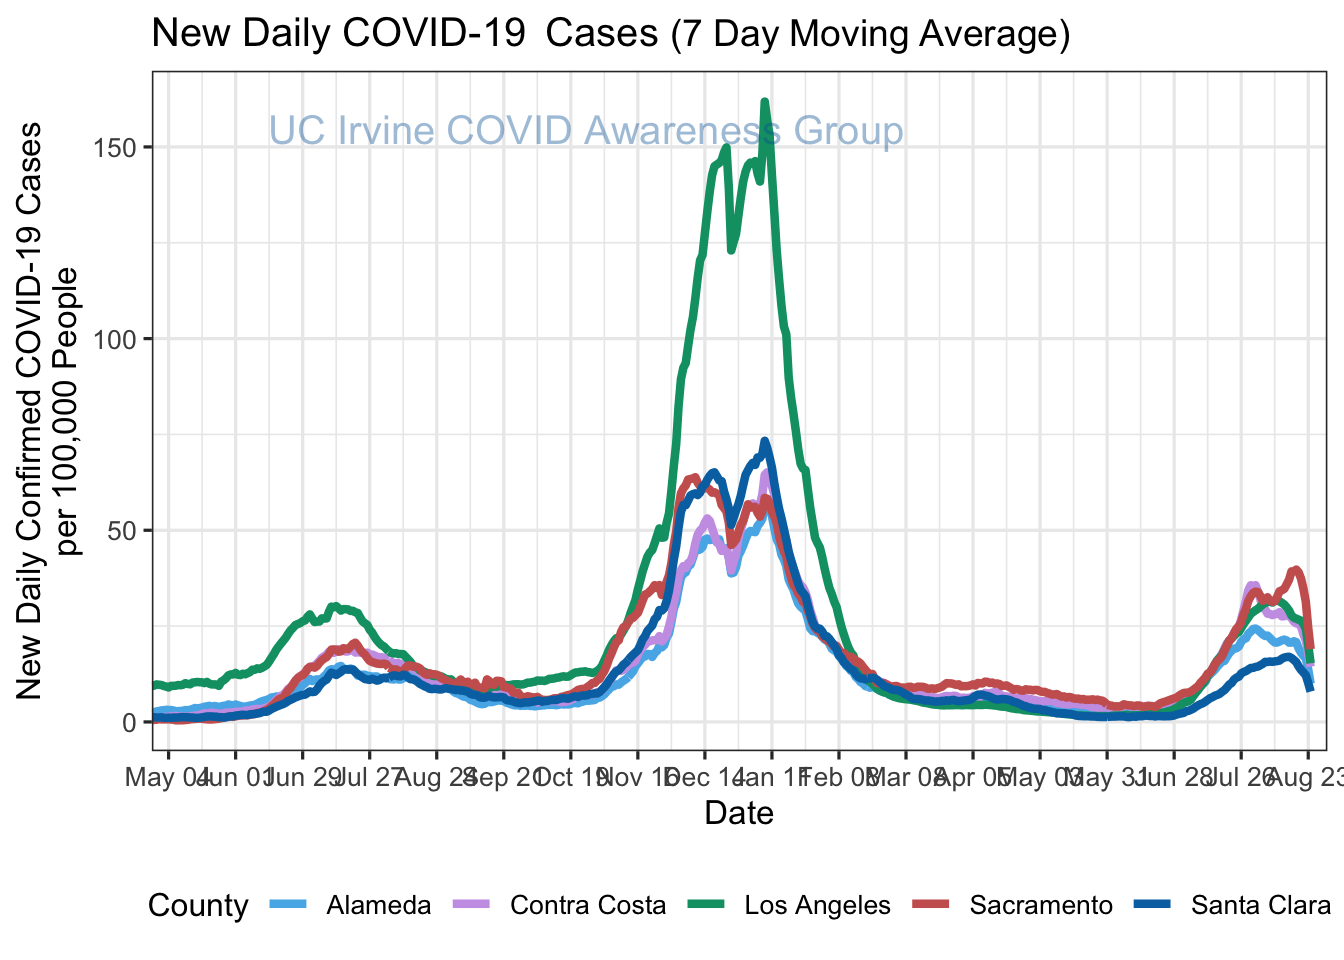 New Daily COVID-19 Cases (7 Day Moving Average)
UC Irvine COVID Awareness Group
New Daily Confirmed COVID-19 Cases
per 100,000 People
150
100
50
0
May 04 Jun 01 Jun 29 Jul 27 Aug 24 Sep 20 Oct 19 Nov 16 Dec 14 Jan 11 Feb 08 Mar 08 Apr 05 May 03 May 31 Jun 28 Jul 26 Aug 23
Date
County Alameda Contra Costa Los Angeles Sacramento Santa Clara